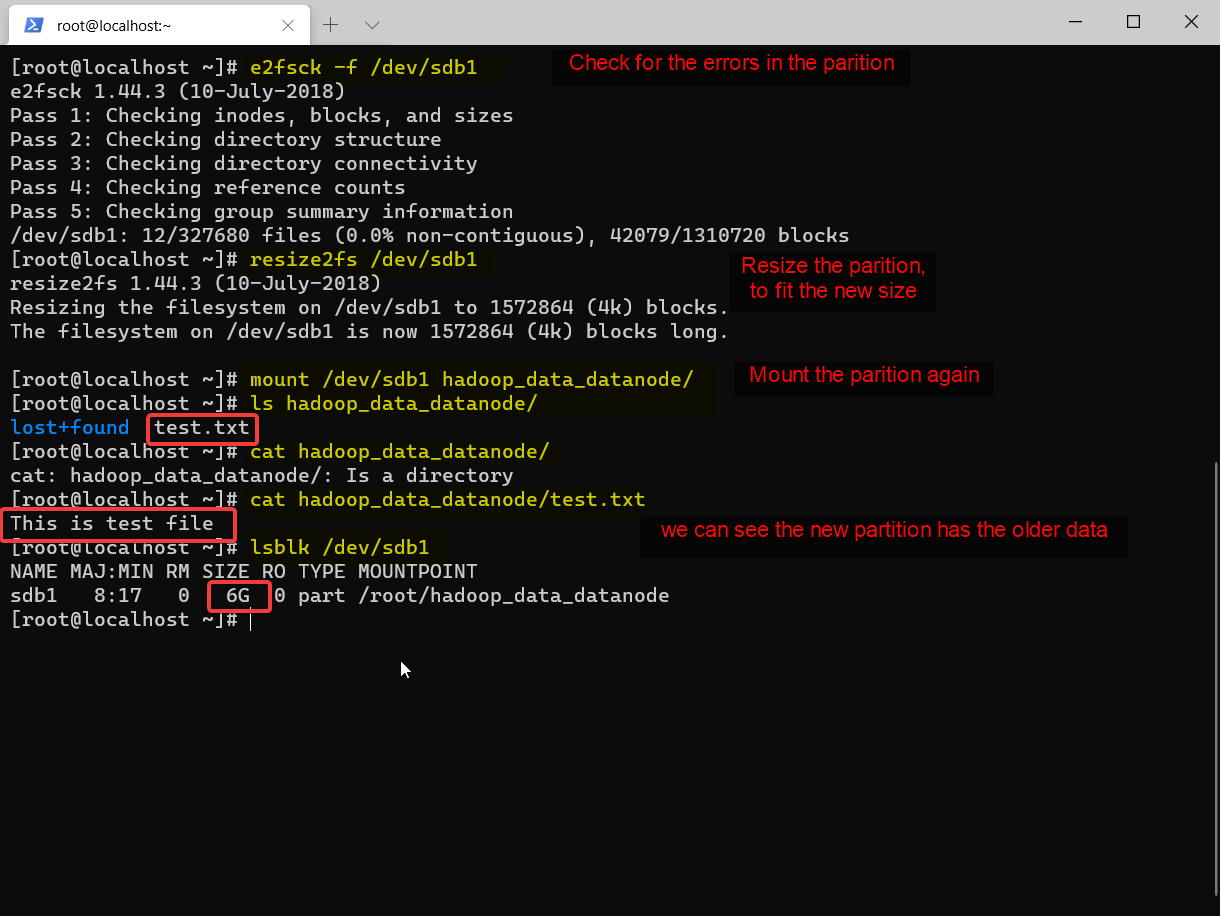 root@localhost:~
[root@localhost ~]# e2fsck -f /dev/sdb1
Check for the errors in the parition
e2fsck 1.44.3 (10-July-2018)
Pass 1: Checking inodes, blocks, and sizes
Pass 2: Checking directory structure
Pass 3: Checking directory connectivity
Pass 4: Checking reference counts
Pass 5: Checking group summary information
/dev/sdb1: 12/327680 files (0.0% non-contiguous), 42079/1310720 blocks
[root@localhost ~]# resize2fs /dev/sdb1
Resize the parition,
to fit the new size
resize2fs 1.44.3 (10-July-2018)
Resizing the filesystem on /dev/sdb1 to 1572864 (4k) blocks.
The filesystem on /dev/sdb1 is now 1572864 (4k) blocks long.
[root@localhost ~]# mount /dev/sdb1 hadoop_data_datanode/
Mount the parition again
[root@localhost ~]# ls hadoop_data_datanode/
lost+found  test.txt
[root@localhost ~]# cat hadoop_data_datanode/
cat: hadoop_data_datanode/: Is a directory
[root@localhost ~]# cat hadoop_data_datanode/test.txt
This is test file
we can see the new partition has the older data
[root@localhost ~]# lsblk /dev/sdb1
NAME MAJ:MIN RM SIZE RO TYPE MOUNTPOINT
sdb1   8:17   0   6G  0 part /root/hadoop_data_datanode
[root@localhost ~]#